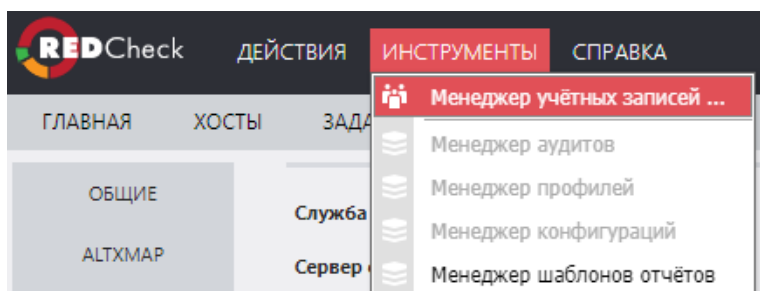 REDCheck ДЕЙСТВИЯ ИНСТРУМЕНТЫ СПРАВКА
Менеджер учётных записей ...
ГЛАВНАЯ ХОСТЫ
Менеджер аудитов
ОБЩИЕ
Менеджер профилей
Служба
Менеджер конфигураций
ALTXMAP
Сервер
Менеджер шаблонов отчётов